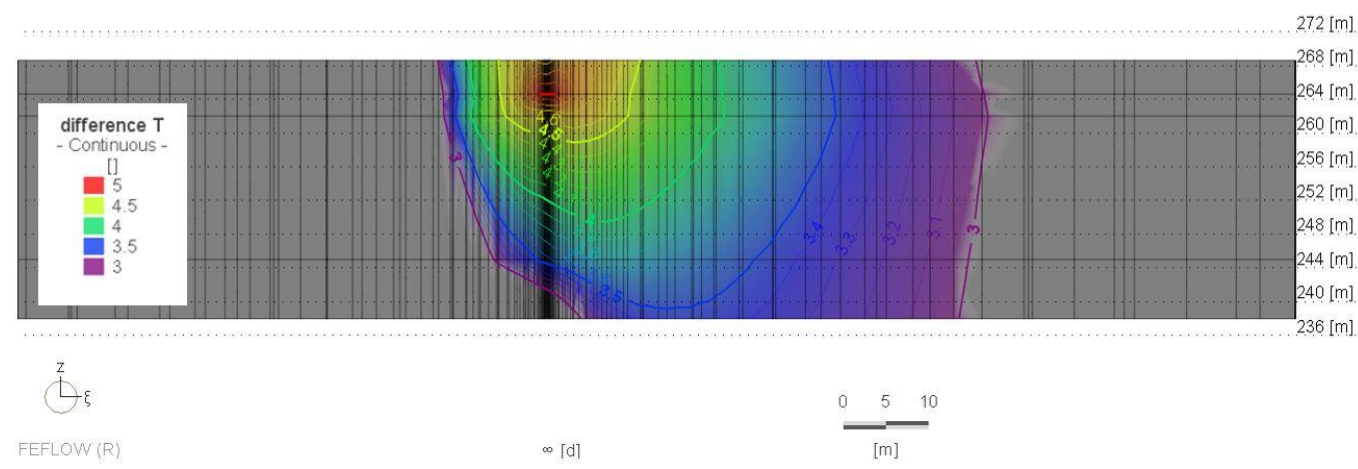 272 [m]
268 [m]
264 [m]
260 [m]
256 [m]
252 [m]
248 [m]
244 [m]
240 [m]
236 [m]
difference T
- Continuous -
[]
5
4.5
4
3.5
3
4.6
4.5
4
3.5
3
3.4
3.3
3.2
3.1
3
z
ξ
0 5 10
[m]
FEFLOW (R)
∞ [d]